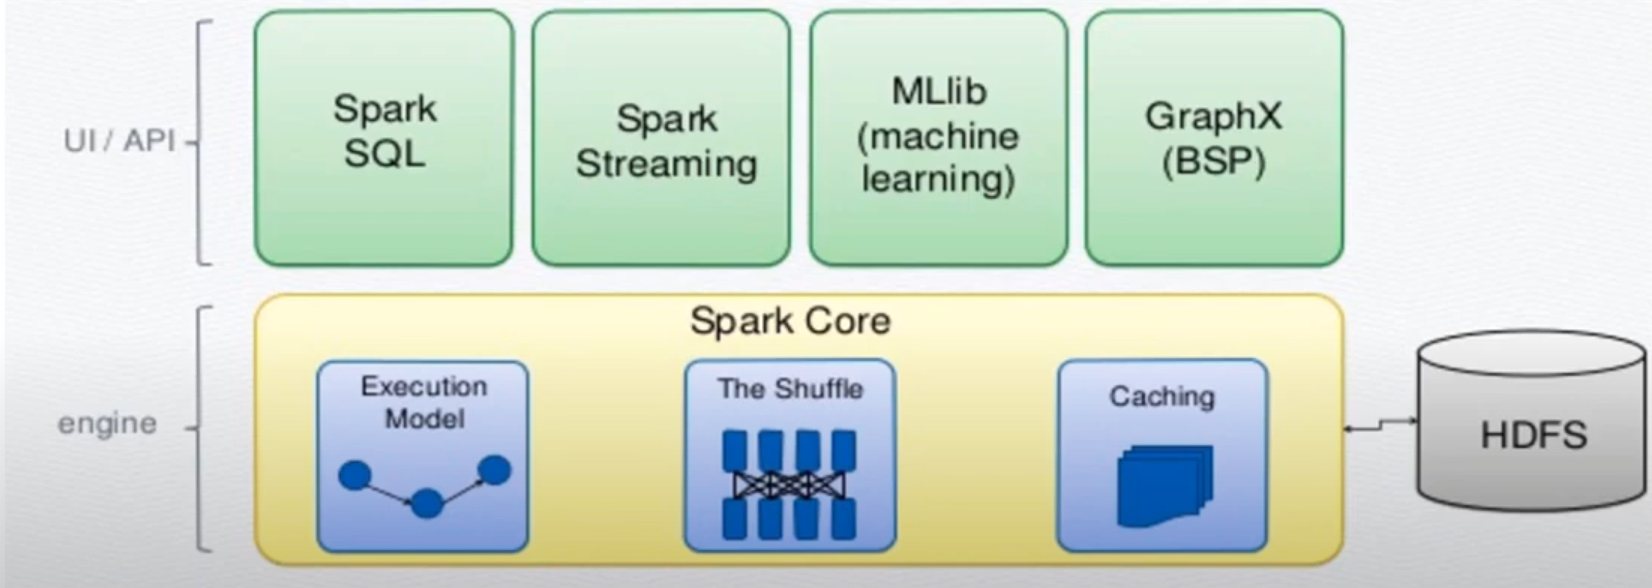 UI / API
Spark
SQL
Spark
Streaming
MLlib
(machine
learning)
GraphX
(BSP)
engine
Spark Core
Execution
Model
The Shuffle
Caching
HDFS